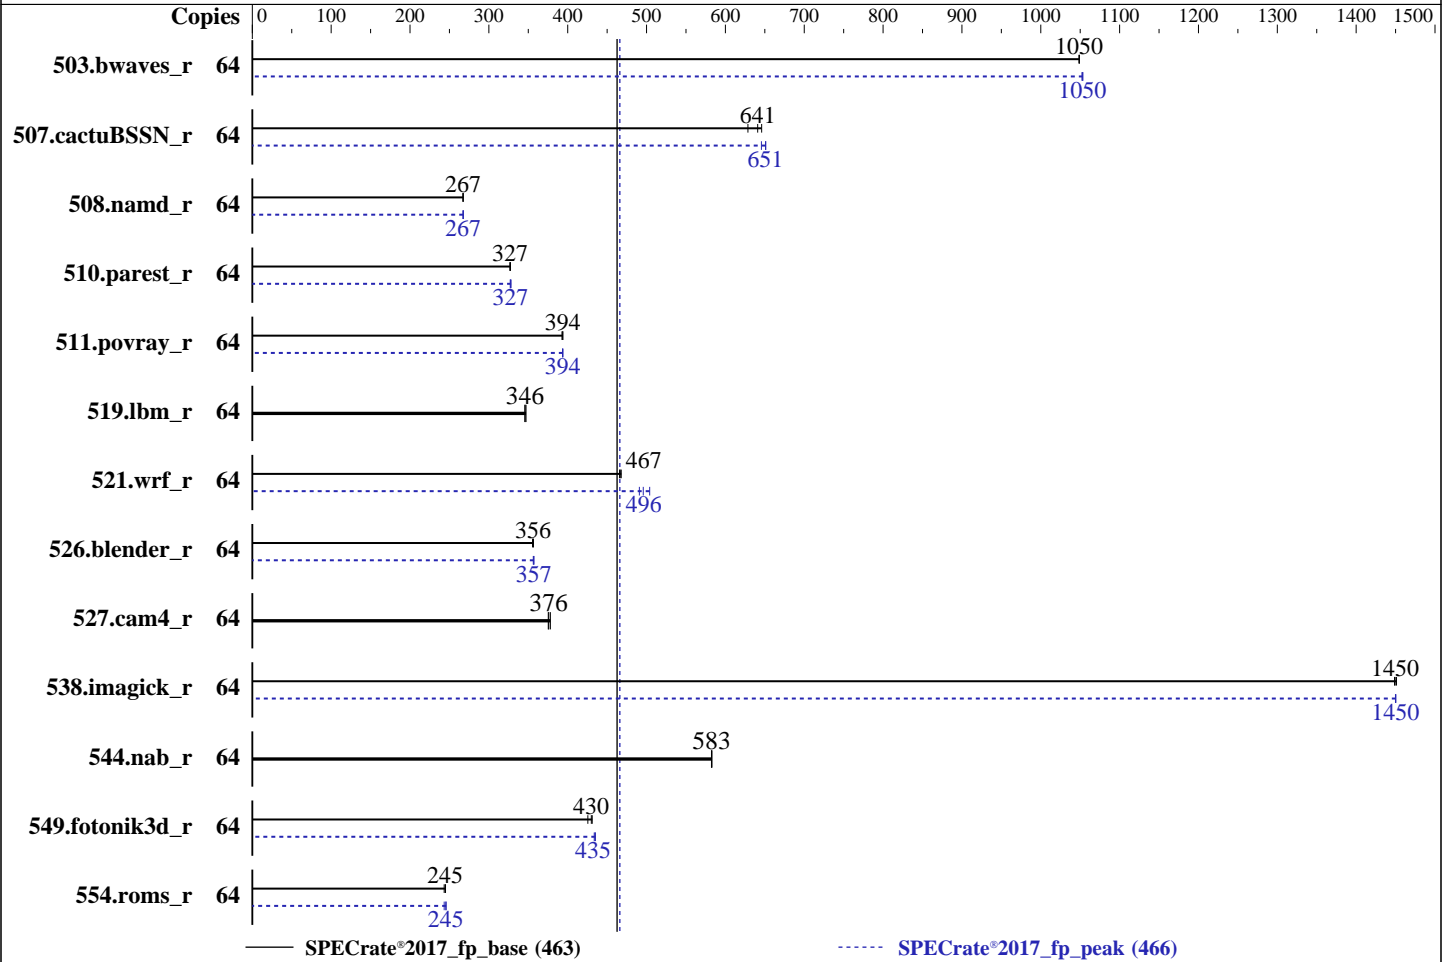 Copies 0 100 200 300 400 500 600 700 800 900 1000 1100 1200 1300 1400 1500
1050
503.bwaves_r 64
1050
641
507.cactuBSSN_r 64
651
267
508.namd_r 64
267
327
510.parest_r 64
327
394
511.povray_r 64
394
346
519.lbm_r 64
467
521.wrf_r 64
496
356
526.blender_r 64
357
376
527.cam4_r 64
1450
538.imagick_r 64
1450
583
544.nab_r 64
430
549.fotonik3d_r 64
435
245
554.roms_r 64
245
SPECrate®2017_fp_base (463) SPECrate®2017_fp_peak (466)